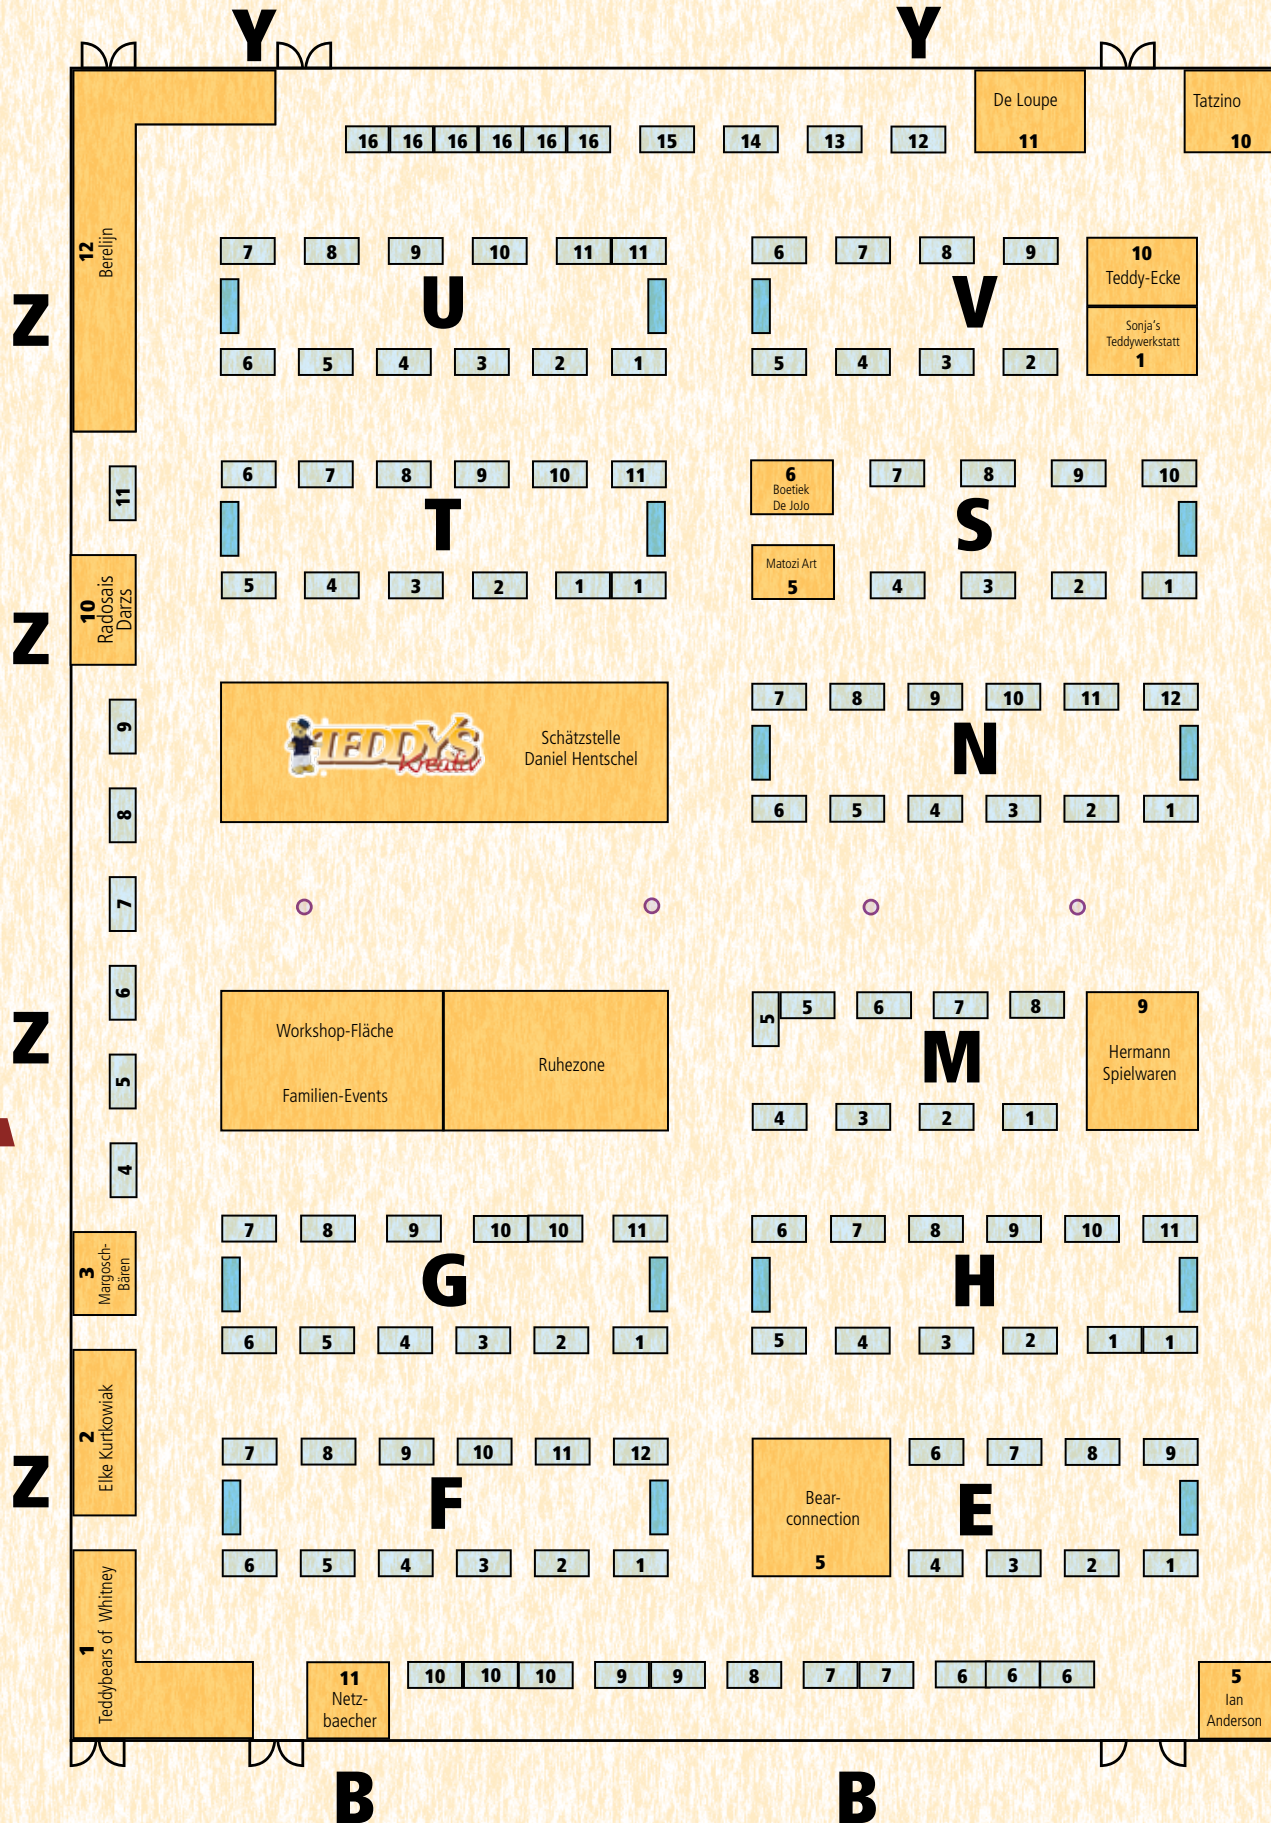 Y Y
De Loupe
11
Tatzino
10
16 16 16 16 16 16 15 14 13 12
12
Berelijn
Z
7 8 9 10 11 11
U
6 5 4 3 2 1
6 7 8 9
V
5 4 3 2
10
Teddy-Ecke
Sonja's
Teddywerkstatt
1
11
6 7 8 9 10 11
T
5 4 3 2 1 1
6
Boetiek
De JoJo
7 8 9 10
S
Matozi Art
5
4 3 2 1
Z
10
Radosais
Darzs
9
8
7
6
5
4
TEDDYS
Kreativ
Schätzstelle
Daniel Hentschel
7 8 9 10 11 12
N
6 5 4 3 2 1
Z
Workshop-Fläche
Familien-Events
Ruhezone
5 5 6 7 8
M
4 3 2 1
9
Hermann
Spielwaren
3
Margosch-
Bären
7 8 9 10 10 11
G
6 5 4 3 2 1
6 7 8 9 10 11
H
5 4 3 2 1 1
2
Elke Kurtkowiak
Z
7 8 9 10 11 12
F
6 5 4 3 2 1
Bear-
connection
5
6 7 8 9
E
4 3 2 1
1
Teddybears of Whitney
11
Netz-
baecher
10 10 10 9 9 8 7 7 6 6 6
5
Ian
Anderson
B B